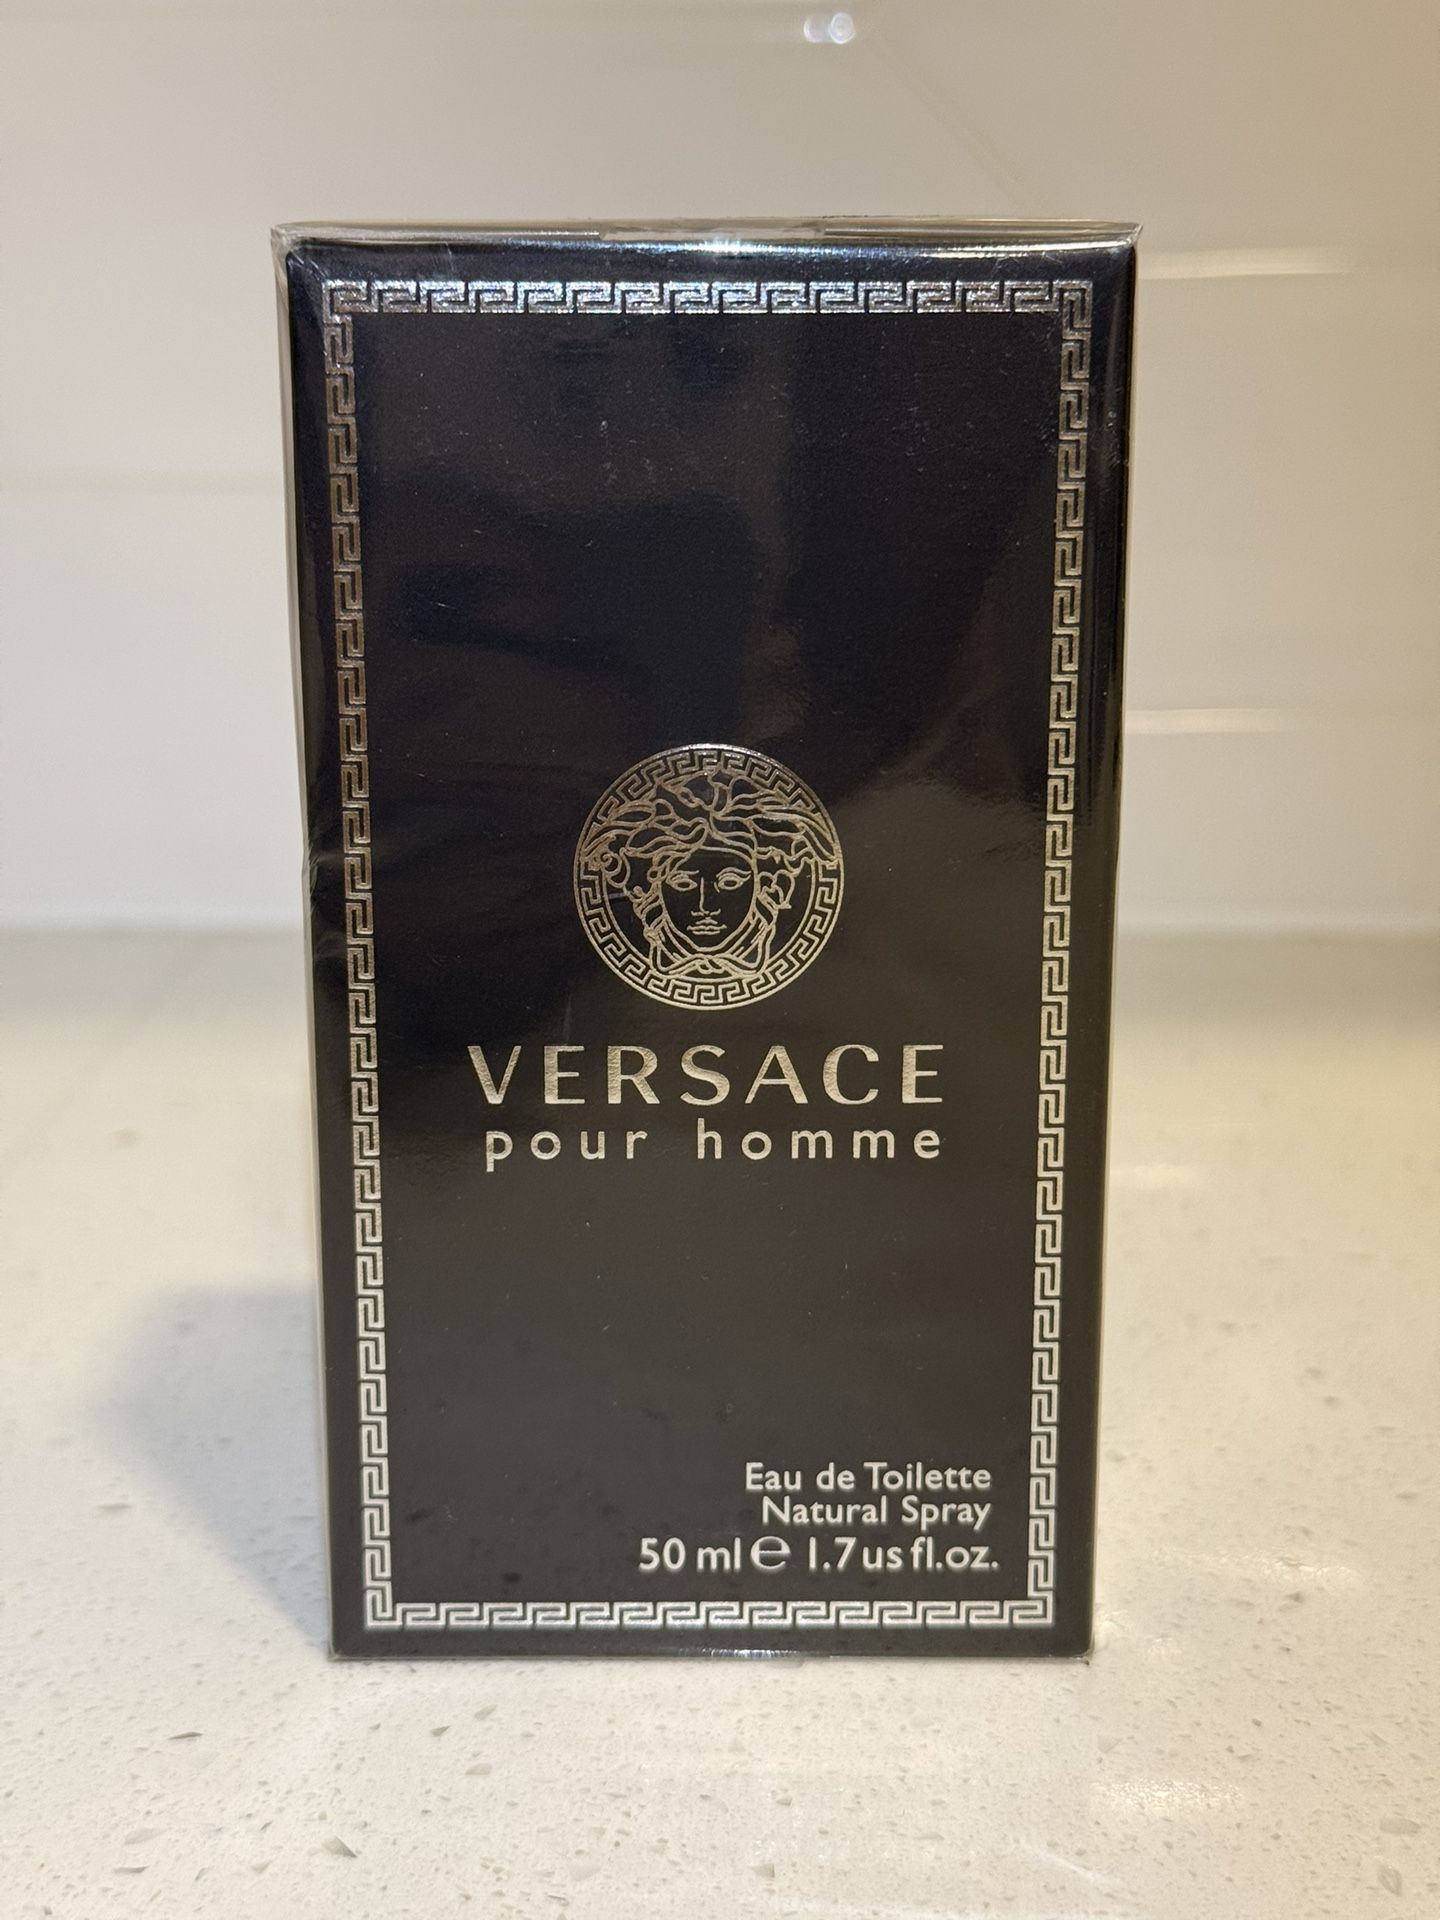 VERSACE
pour homme
Eau de Toilette
Natural Spray
50 ml ℮ 1.7 us fl.oz.